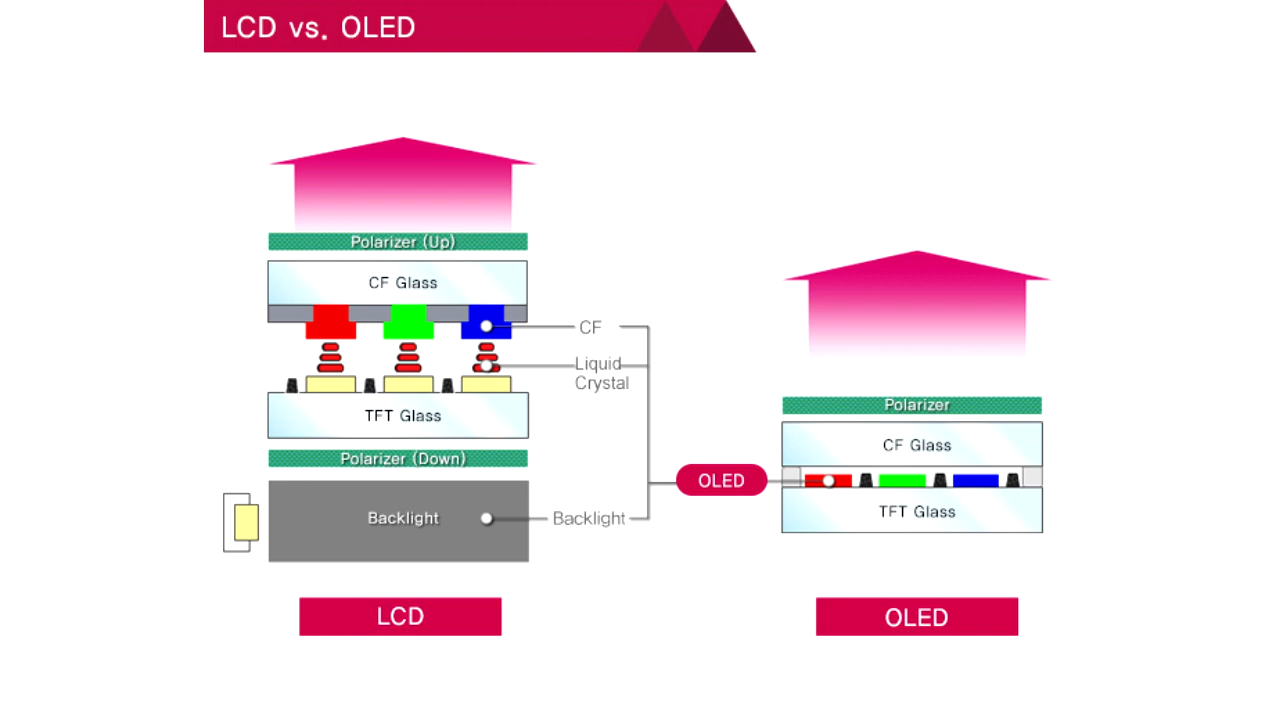 LCD vs. OLED
Polarizer (Up)
CF Glass
CF
Liquid
Crystal
TFT Glass
Polarizer (Down)
Backlight
Backlight
LCD
OLED
Polarizer
CF Glass
TFT Glass
OLED